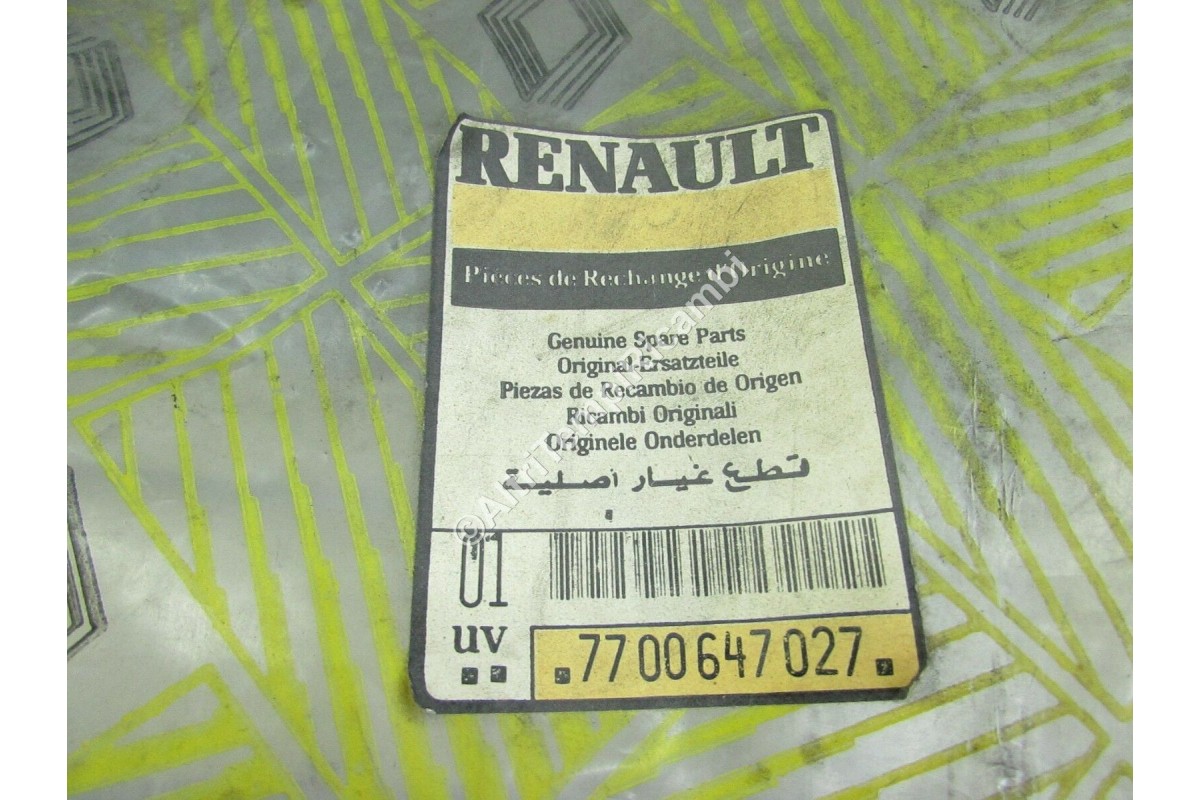 RENAULT
Pièces de Rechange d'Origine
Genuine Spare Parts
Original-Ersatzteile
Piezas de Recambio de Origen
Ricambi Originali
Originele Onderdelen
قطع غيار أصلية
01
uv
7700647027
©AmiTempiRicambi